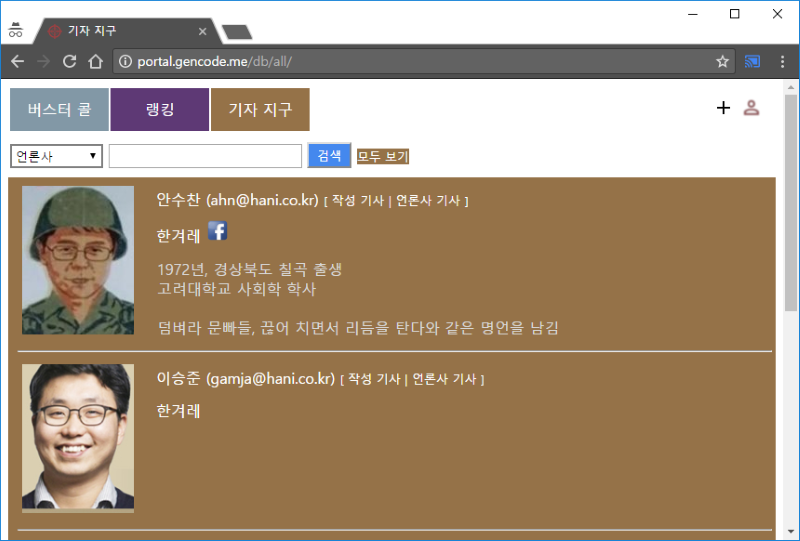 기자 지구
portal.gencode.me/db/all/
버스터 콜
랭킹
기자 지구
언론사
검색
모두 보기
안수찬 (ahn@hani.co.kr) [ 작성 기사 | 언론사 기사 ]
한겨레
1972년, 경상북도 칠곡 출생
고려대학교 사회학 학사
덤벼라 문빠들, 끊어 치면서 리듬을 탄다와 같은 명언을 남김
이승준 (gamja@hani.co.kr) [ 작성 기사 | 언론사 기사 ]
한겨레